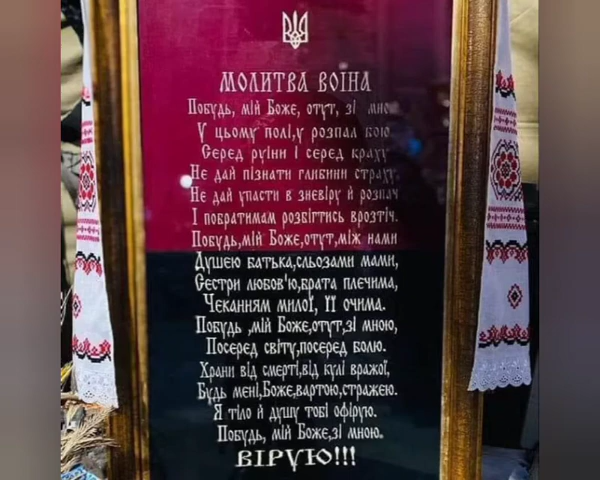 МОЛИТВА ВОЇНА
Побудь, мій Боже, отут, зі мною
У цьому полі,у розпал бою
Серед руїни і серед краху
Не дай пізнати глибини страху,
Не дай упасти в зневіру й розпач
І побратимам розбігтись врозтіч.
Побудь,мій Боже,отут,між нами
Душею батька,сльозами мами,
Сестри любов'ю,брата плечима,
Чеканням милої, її очима.
Побудь ,мій Боже,отут,зі мною,
Посеред світу,посеред болю.
Храни від смерті,від кулі вражої,
Будь мені,Боже,вартою,стражею.
Я тіло й душу тобі офірую.
Побудь, мій Боже,зі мною.
ВІРУЮ!!!